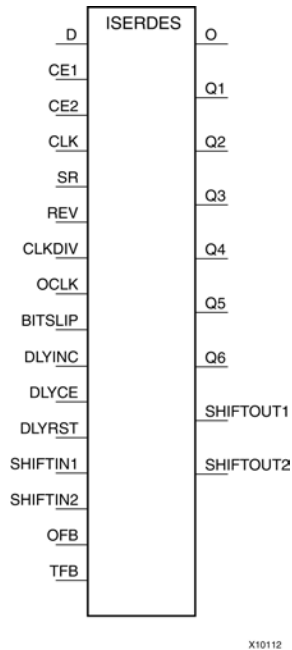 ISERDES
D O
CE1
Q1
CE2
CLK Q2
SR
Q3
REV
CLKDIV Q4
OCLK
Q5
BITSLIP
DLYINC Q6
DLYCE
SHIFTOUT1
DLYRST
SHIFTIN1 SHIFTOUT2
SHIFTIN2
OFB
TFB
X10112